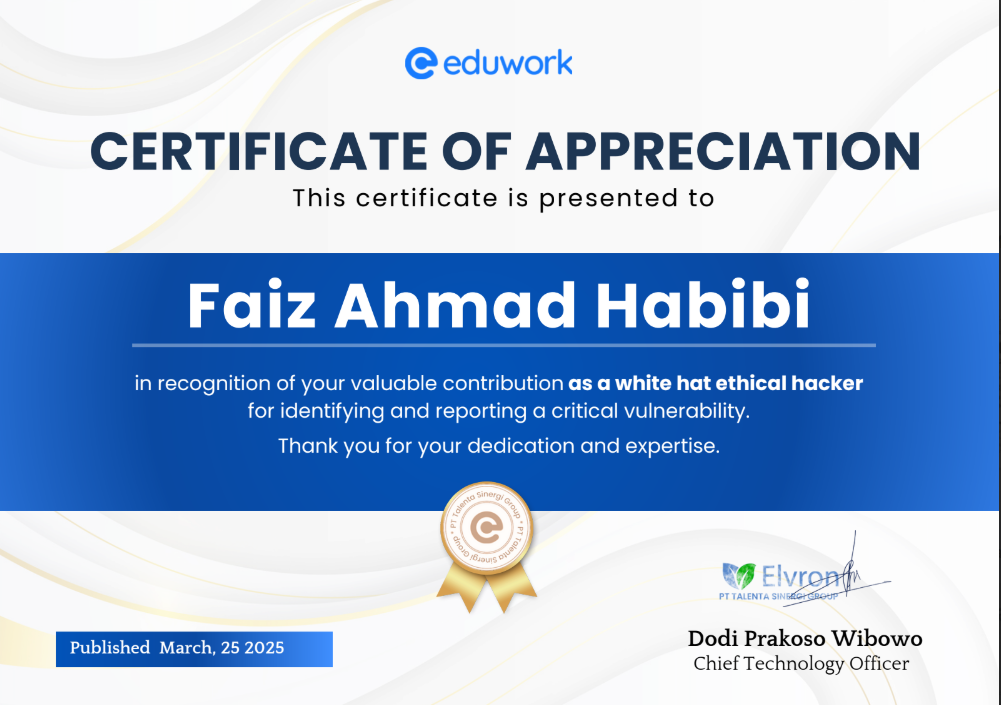 eduwork
CERTIFICATE OF APPRECIATION
This certificate is presented to
Faiz Ahmad Habibi
in recognition of your valuable contribution as a white hat ethical hacker
for identifying and reporting a critical vulnerability.
Thank you for your dedication and expertise.
PT Talenta Sinergi Group * PT Talenta Sinergi Group *
Elvron
PT TALENTA SINERGI GROUP
Published March, 25 2025
Dodi Prakoso Wibowo
Chief Technology Officer